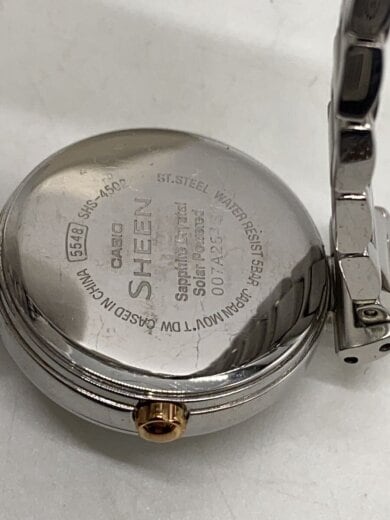 5548 SHS-4502 ST.STEEL WATER RESIST 5BAR JAPAN MOV'T DW CASED IN CHINA
CASIO
SHEEN
Sapphire Crystal
Solar Powered